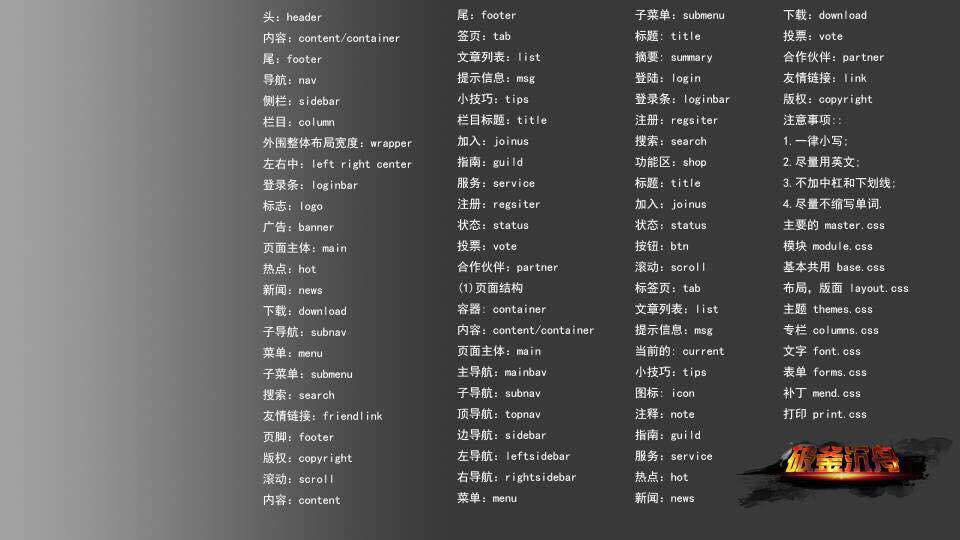 头：header
内容：content/container
尾：footer
导航：nav
侧栏：sidebar
栏目：column
外围整体布局宽度：wrapper
左右中：left right center
登录条：loginbar
标志：logo
广告：banner
页面主体：main
热点：hot
新闻：news
下载：download
子导航：subnav
菜单：menu
子菜单：submenu
搜索：search
友情链接：friendlink
页脚：footer
版权：copyright
滚动：scroll
内容：content
尾：footer
签页：tab
文章列表：list
提示信息：msg
小技巧：tips
栏目标题：title
加入：joinus
指南：guild
服务：service
注册：regsiter
状态：status
投票：vote
合作伙伴：partner
(1)页面结构
容器: container
内容：content/container
页面主体：main
主导航：mainbav
子导航：subnav
顶导航：topnav
边导航：sidebar
左导航：leftsidebar
右导航：rightsidebar
菜单：menu
子菜单：submenu
标题: title
摘要: summary
登陆：login
登录条：loginbar
注册：regsiter
搜索：search
功能区：shop
标题：title
加入：joinus
状态：status
按钮：btn
滚动：scroll
标签页：tab
文章列表：list
提示信息：msg
当前的: current
小技巧：tips
图标: icon
注释：note
指南：guild
服务：service
热点：hot
新闻：news
下载：download
投票：vote
合作伙伴：partner
友情链接：link
版权：copyright
注意事项::
1.一律小写;
2.尽量用英文;
3.不加中杠和下划线;
4.尽量不缩写单词.
主要的 master.css
模块 module.css
基本共用 base.css
布局，版面 layout.css
主题 themes.css
专栏 columns.css
文字 font.css
表单 forms.css
补丁 mend.css
打印 print.css
破釜沉舟